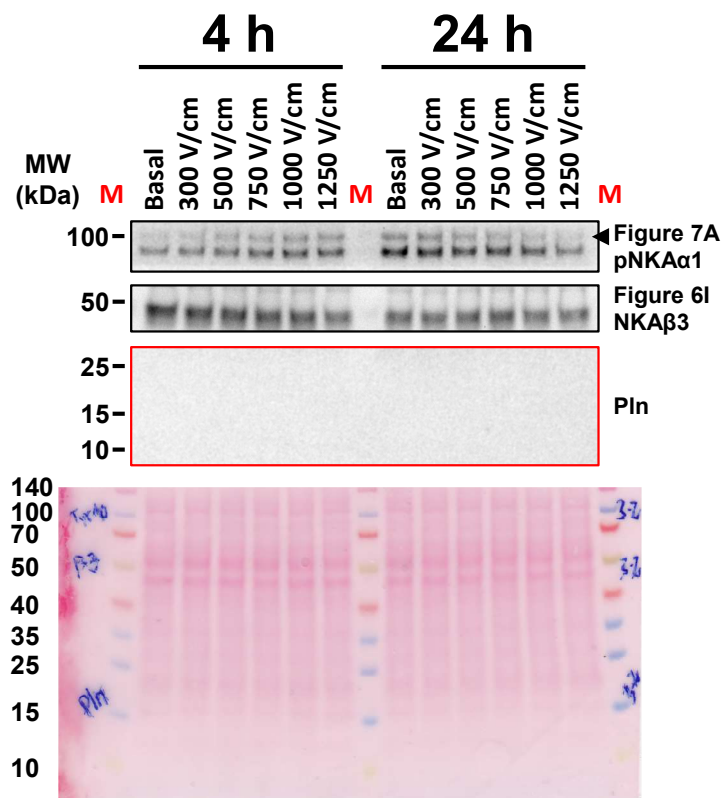 4 h 24 h
MW
(kDa)
M Basal 300 V/cm 500 V/cm 750 V/cm 1000 V/cm 1250 V/cm M Basal 300 V/cm 500 V/cm 750 V/cm 1000 V/cm 1250 V/cm M
100 Figure 7A
pNKAα1
50 Figure 6I
NKAβ3
25
15 Pln
10
140
100
70
50 β3
40
35
25
Pln
15
10